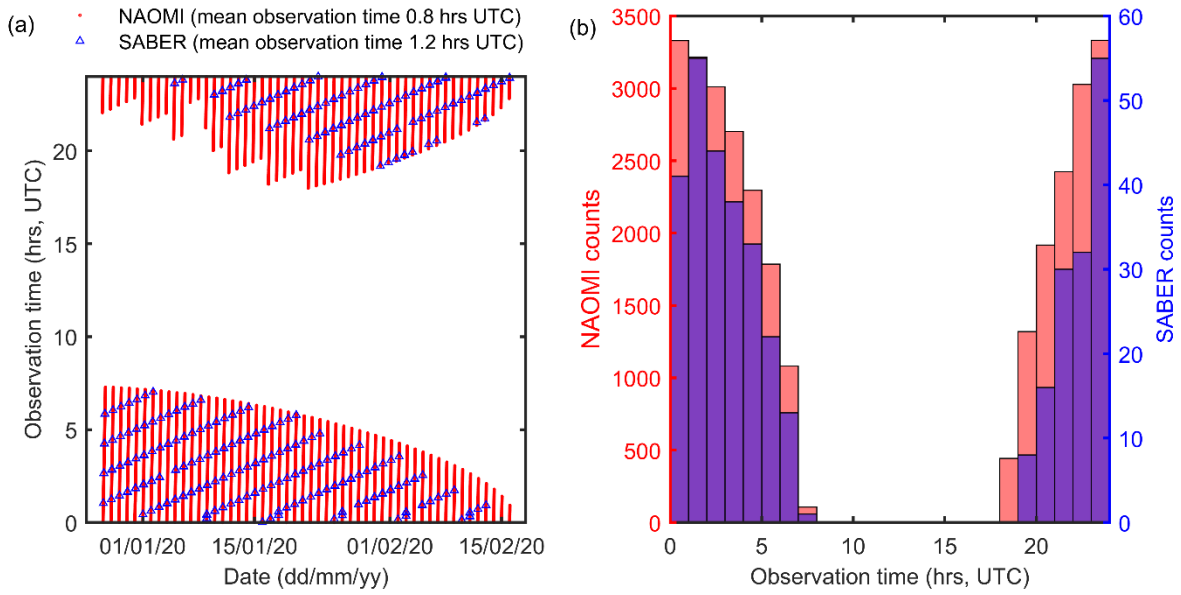 (a)
NAOMI (mean observation time 0.8 hrs UTC)
SABER (mean observation time 1.2 hrs UTC)
Observation time (hrs, UTC)
20
15
10
5
0
01/01/20 15/01/20 01/02/20 15/02/20
Date (dd/mm/yy)
(b)
NAOMI counts
3500
3000
2500
2000
1500
1000
500
0
60
50
40
30
20
10
0
SABER counts
0 5 10 15 20
Observation time (hrs, UTC)